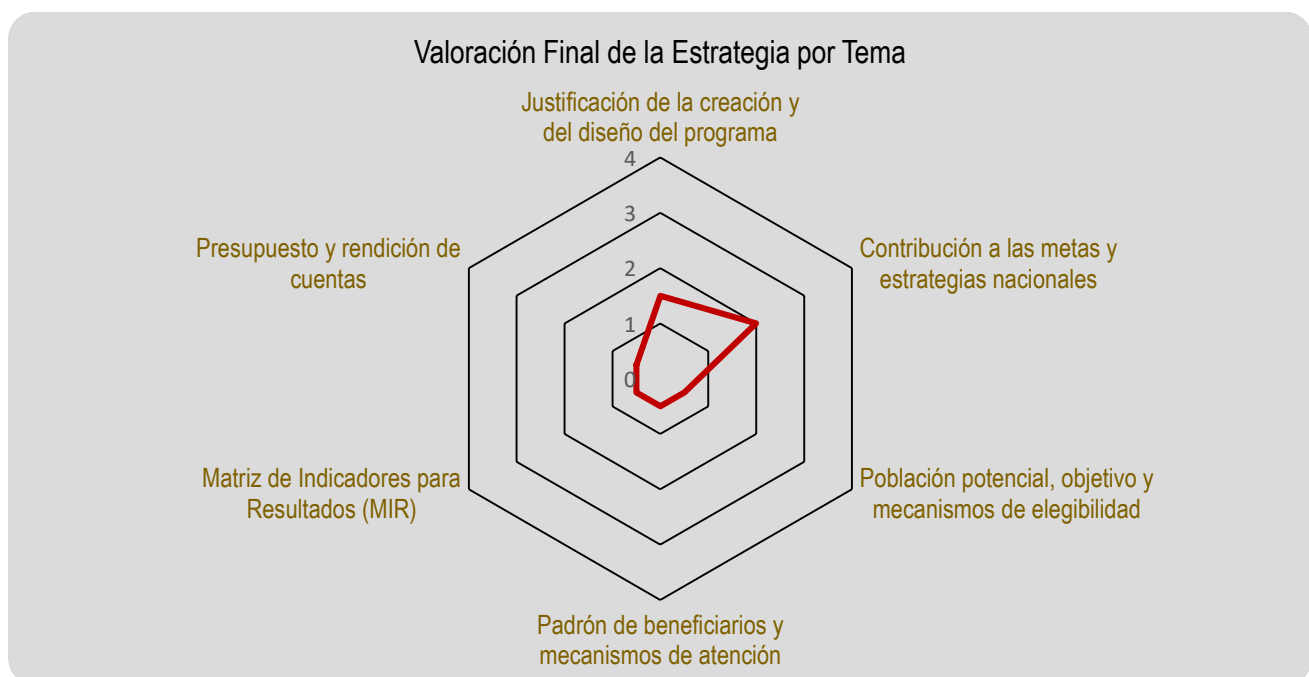 Valoración Final de la Estrategia por Tema
Justificación de la creación y
del diseño del programa
4
3
2
1
0
Presupuesto y rendición de
cuentas
Contribución a las metas y
estrategias nacionales
Matriz de Indicadores para
Resultados (MIR)
Población potencial, objetivo y
mecanismos de elegibilidad
Padrón de beneficiarios y
mecanismos de atención